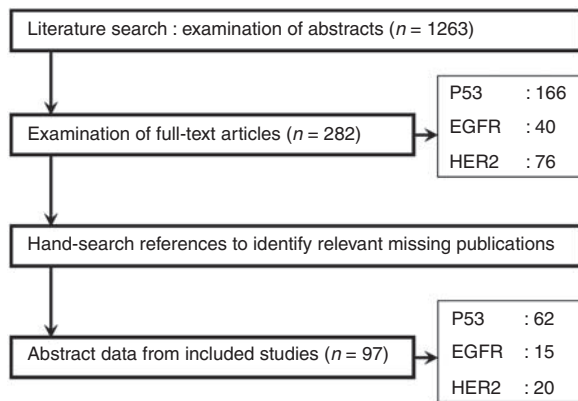 Literature search : examination of abstracts (n = 1263)
Examination of full-text articles (n = 282)
P53 : 166
EGFR : 40
HER2 : 76
Hand-search references to identify relevant missing publications
Abstract data from included studies (n = 97)
P53 : 62
EGFR : 15
HER2 : 20